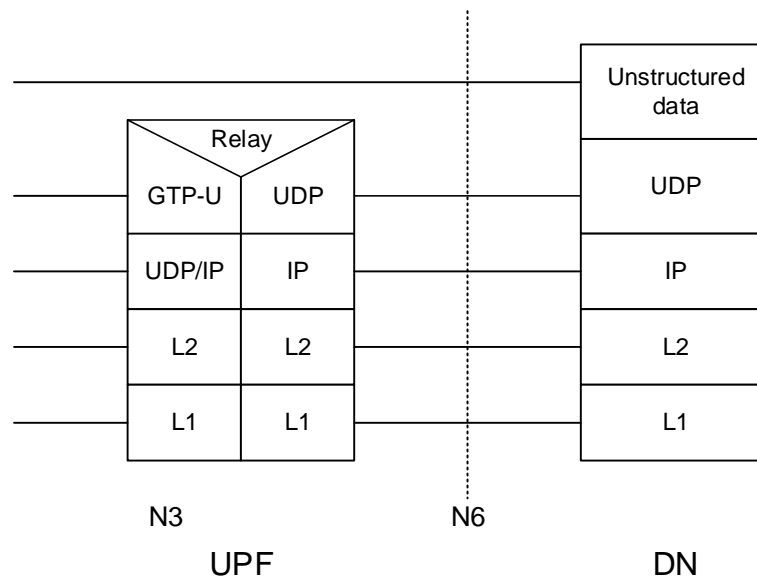 Unstructured
data
Relay
GTP-U UDP UDP
UDP/IP IP IP
L2 L2 L2
L1 L1 L1
N3 N6
UPF DN